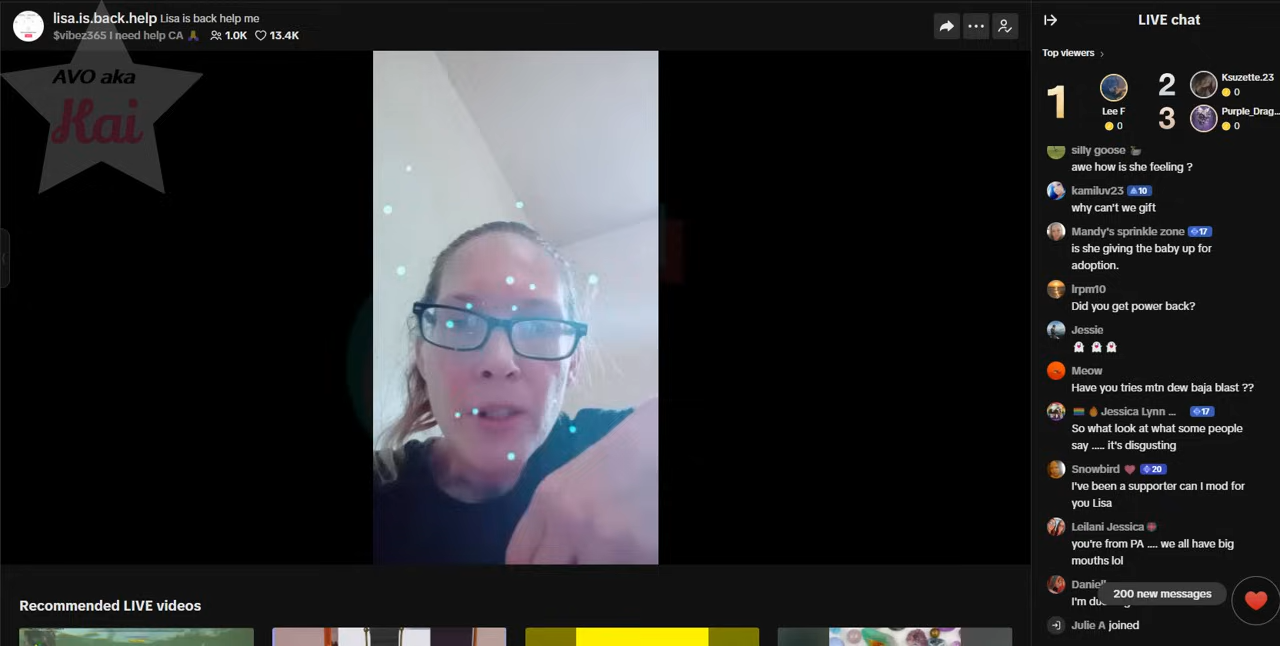 lisa.is.back.help Lisa is back help me
$vibez365 I need help CA 1.0K 13.4K
AVO aka
Kai
LIVE chat
Top viewers
1
Lee F
0
2
Ksuzette.23
0
3
Purple_Drag...
0
silly goose
awe how is she feeling ?
kamiluv23 10
why can't we gift
Mandy's sprinkle zone 17
is she giving the baby up for
adoption.
lrpm10
Did you get power back?
Jessie
Meow
Have you tries mtn dew baja blast ??
Jessica Lynn ... 17
So what look at what some people
say ..... it's disgusting
Snowbird 20
I've been a supporter can I mod for
you Lisa
Leilani Jessica
you're from PA .... we all have big
mouths lol
200 new messages
I'm
Julie A joined
Recommended LIVE videos